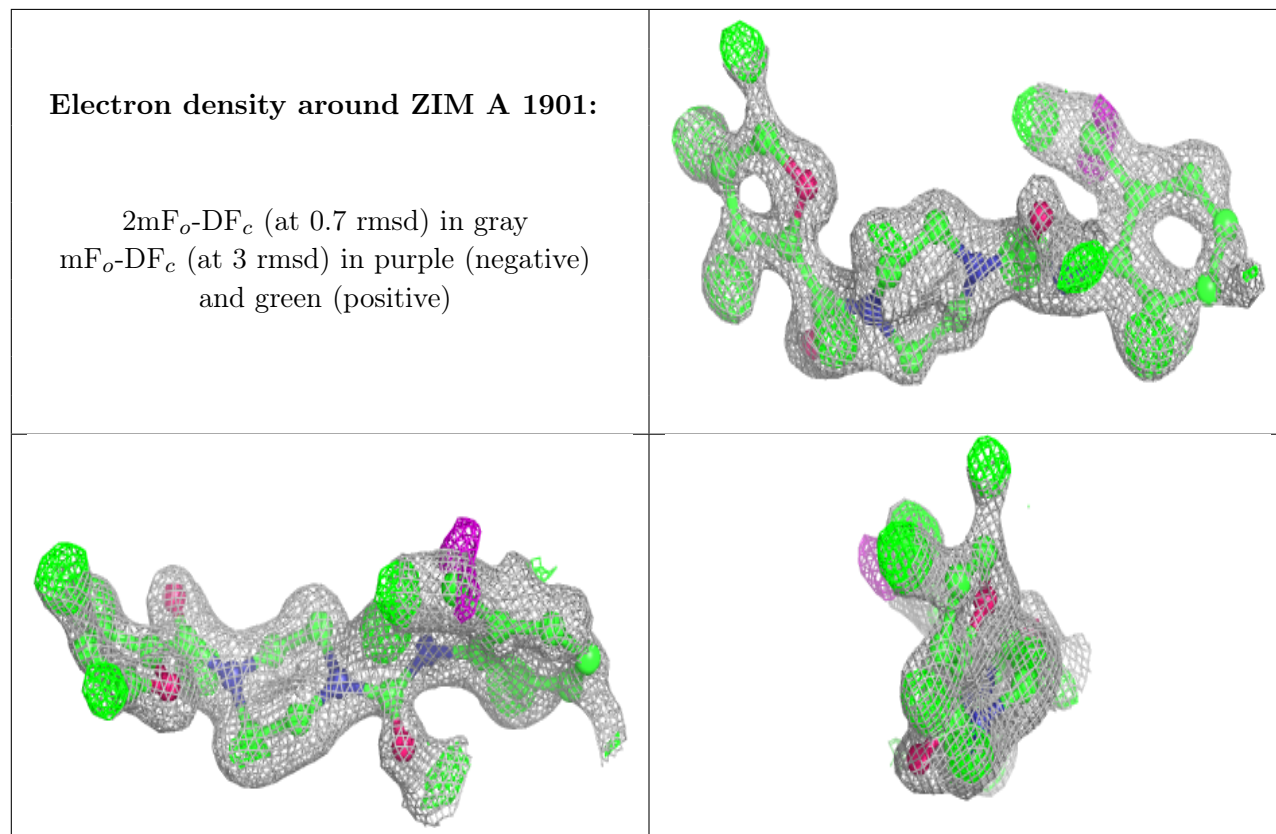 Electron density around ZIM A 1901:
2mFo-DFc (at 0.7 rmsd) in gray
mFo-DFc (at 3 rmsd) in purple (negative)
and green (positive)